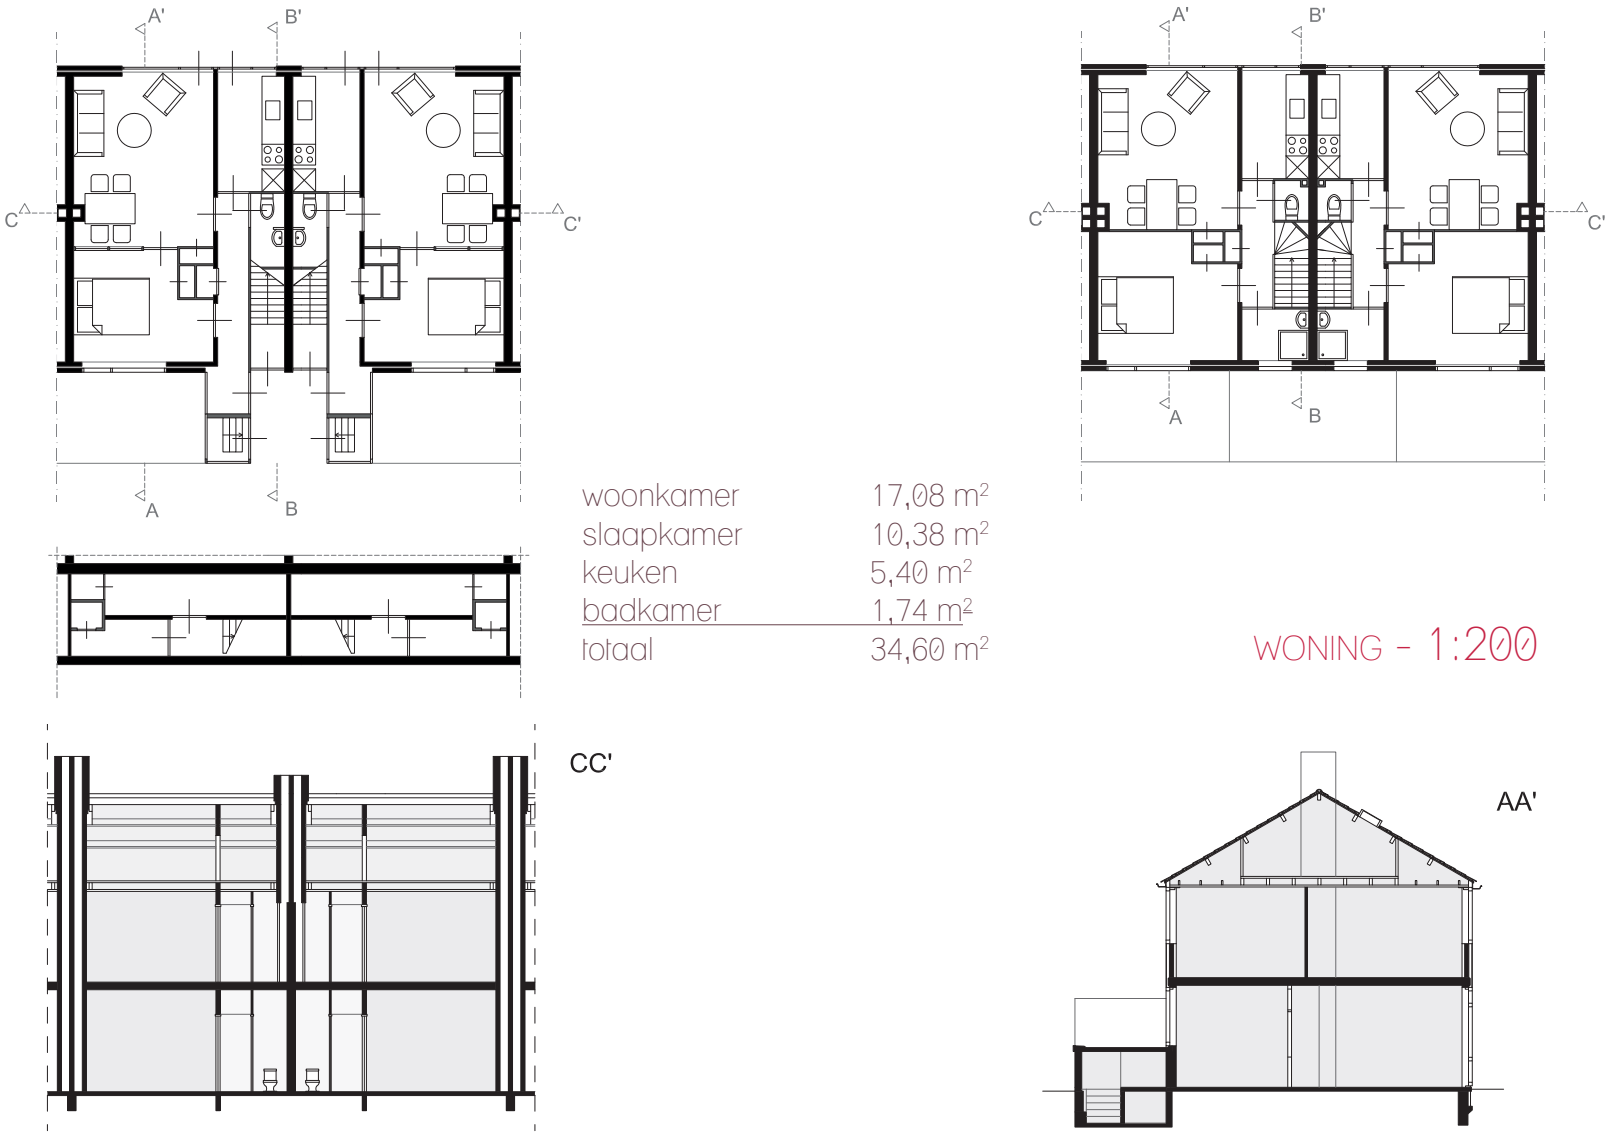 A' B' A' B'
C C' C C'
A B A B
woonkamer 17,08 m²
slaapkamer 10,38 m²
keuken 5,40 m²
badkamer 1,74 m²
totaal 34,60 m²
WONING - 1:200
CC'
AA'